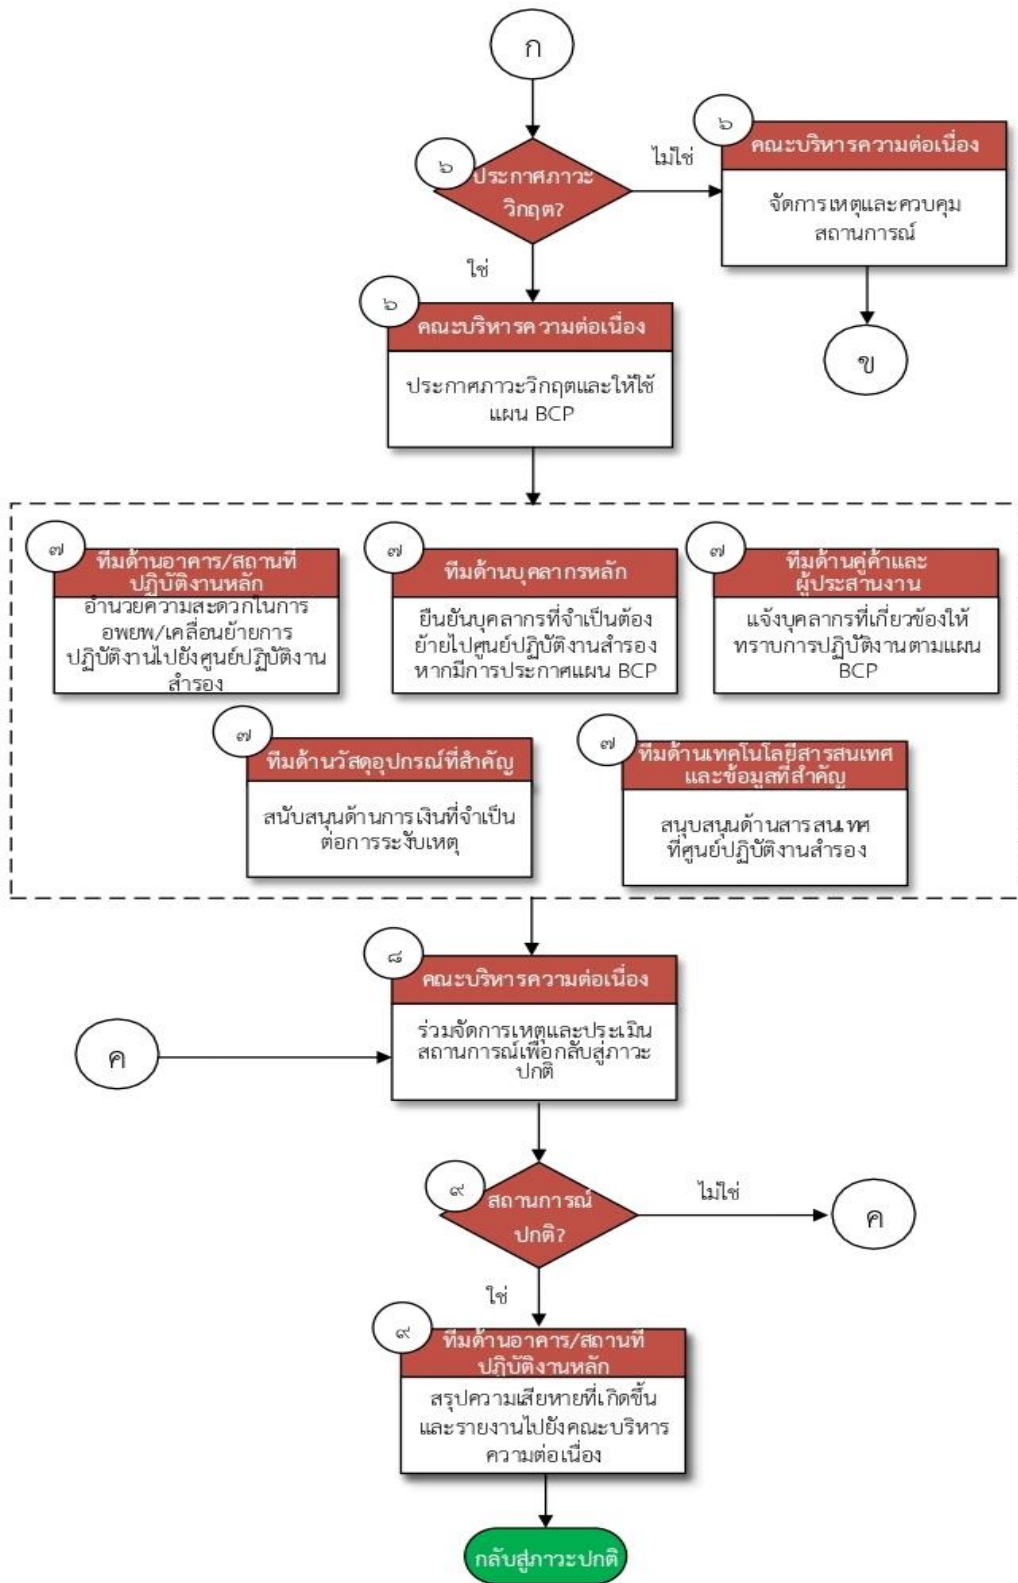 ก
๖
ประกาศภาวะ
วิกฤต?
ไม่ใช่
๖
คณะบริหารความต่อเนื่อง
จัดการเหตุและควบคุม
สถานการณ์
ข
ใช่
๖
คณะบริหารความต่อเนื่อง
ประกาศภาวะวิกฤตและให้ใช้
แผน BCP
๗
ทีมด้านอาคาร/สถานที่
ปฏิบัติงานหลัก
อำนวยความสะดวกในการ
อพยพ/เคลื่อนย้ายการ
ปฏิบัติงานไปยังศูนย์ปฏิบัติงาน
สำรอง
๗
ทีมด้านบุคลากรหลัก
ยืนยันบุคลากรที่จำเป็นต้อง
ย้ายไปศูนย์ปฏิบัติงานสำรอง
หากมีการประกาศแผน BCP
๗
ทีมด้านคู่ค้าและ
ผู้ประสานงาน
แจ้งบุคลากรที่เกี่ยวข้องให้
ทราบการปฏิบัติงานตามแผน
BCP
๗
ทีมด้านวัสดุอุปกรณ์ที่สำคัญ
สนับสนุนด้านการเงินที่จำเป็น
ต่อการระงับเหตุ
๗
ทีมด้านเทคโนโลยีสารสนเทศ
และข้อมูลที่สำคัญ
สนุบสนุนด้านสารสนเทศ
ที่ศูนย์ปฏิบัติงานสำรอง
๘
คณะบริหารความต่อเนื่อง
ร่วมจัดการเหตุและประเมิน
สถานการณ์เพื่อกลับสู่ภาวะ
ปกติ
ค
๙
สถานการณ์
ปกติ?
ไม่ใช่
ค
ใช่
๙
ทีมด้านอาคาร/สถานที่
ปฏิบัติงานหลัก
สรุปความเสียหายที่เกิดขึ้น
และรายงานไปยังคณะบริหาร
ความต่อเนื่อง
กลับสู่ภาวะปกติ